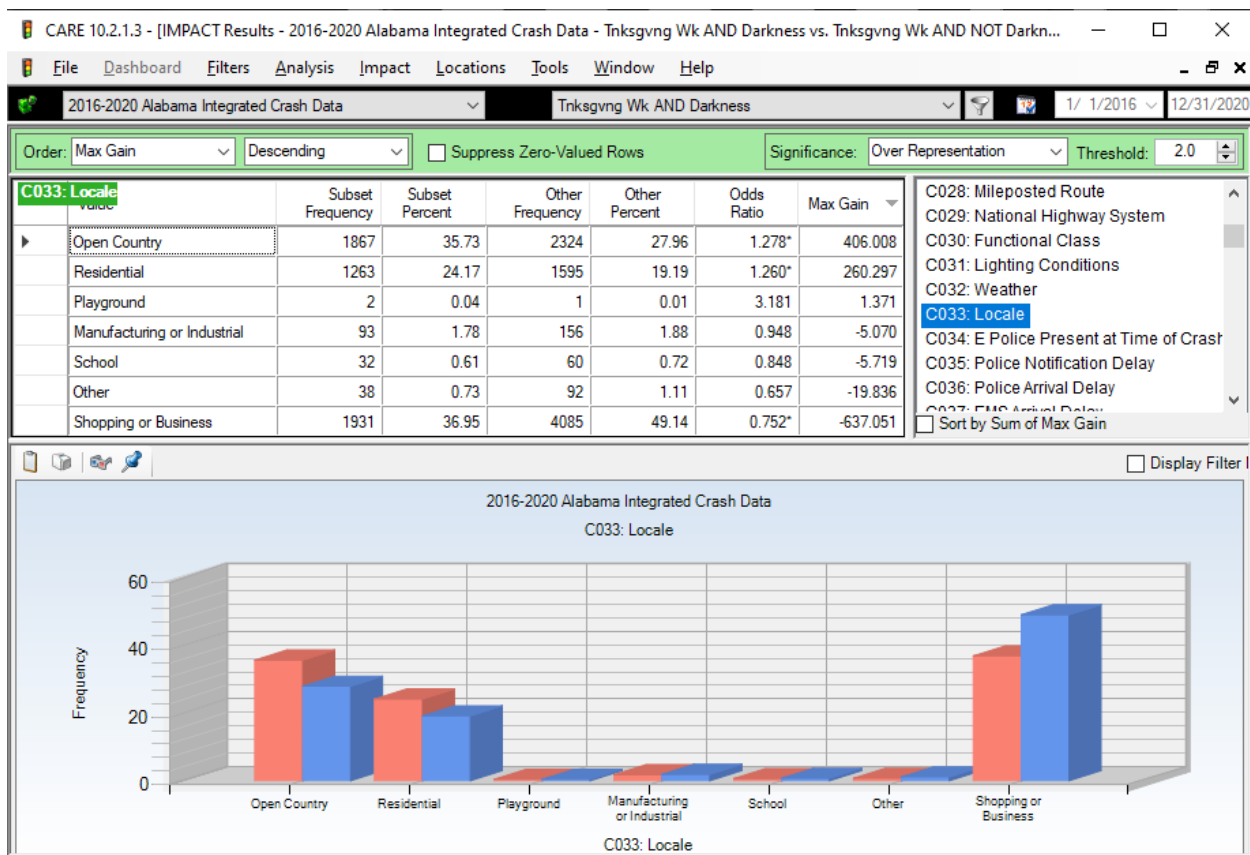 CARE 10.2.1.3 - [IMPACT Results - 2016-2020 Alabama Integrated Crash Data - Tnksgvng Wk AND Darkness vs. Tnksgvng Wk AND NOT Darkn...
File Dashboard Filters Analysis Impact Locations Tools Window Help
2016-2020 Alabama Integrated Crash Data Tnksgvng Wk AND Darkness 1/ 1/2016 12/31/2020
Order: Max Gain Descending Suppress Zero-Valued Rows Significance: Over Representation Threshold: 2.0
C033: Locale
Value Subset Frequency Subset Percent Other Frequency Other Percent Odds Ratio Max Gain
Open Country 1867 35.73 2324 27.96 1.278* 406.008
Residential 1263 24.17 1595 19.19 1.260* 260.297
Playground 2 0.04 1 0.01 3.181 1.371
Manufacturing or Industrial 93 1.78 156 1.88 0.948 -5.070
School 32 0.61 60 0.72 0.848 -5.719
Other 38 0.73 92 1.11 0.657 -19.836
Shopping or Business 1931 36.95 4085 49.14 0.752* -637.051
C028: Mileposted Route
C029: National Highway System
C030: Functional Class
C031: Lighting Conditions
C032: Weather
C033: Locale
C034: E Police Present at Time of Crash
C035: Police Notification Delay
C036: Police Arrival Delay
C037: EMS Arrival Delay
Sort by Sum of Max Gain
Display Filter
2016-2020 Alabama Integrated Crash Data
C033: Locale
Frequency
60
40
20
0
Open Country
Residential
Playground
Manufacturing
or Industrial
School
Other
Shopping or
Business
C033: Locale